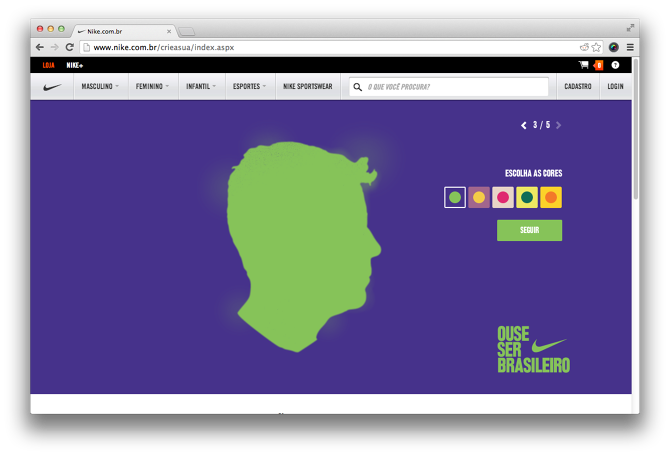 Nike.com.br
www.nike.com.br/crieasua/index.aspx
LOJA NIKE+ 0 ?
MASCULINO FEMININO INFANTIL ESPORTES NIKE SPORTSWEAR O QUE VOCÊ PROCURA? CADASTRO LOGIN
3 / 5
ESCOLHA AS CORES
SEGUIR
OUSE
SER
BRASILEIRO